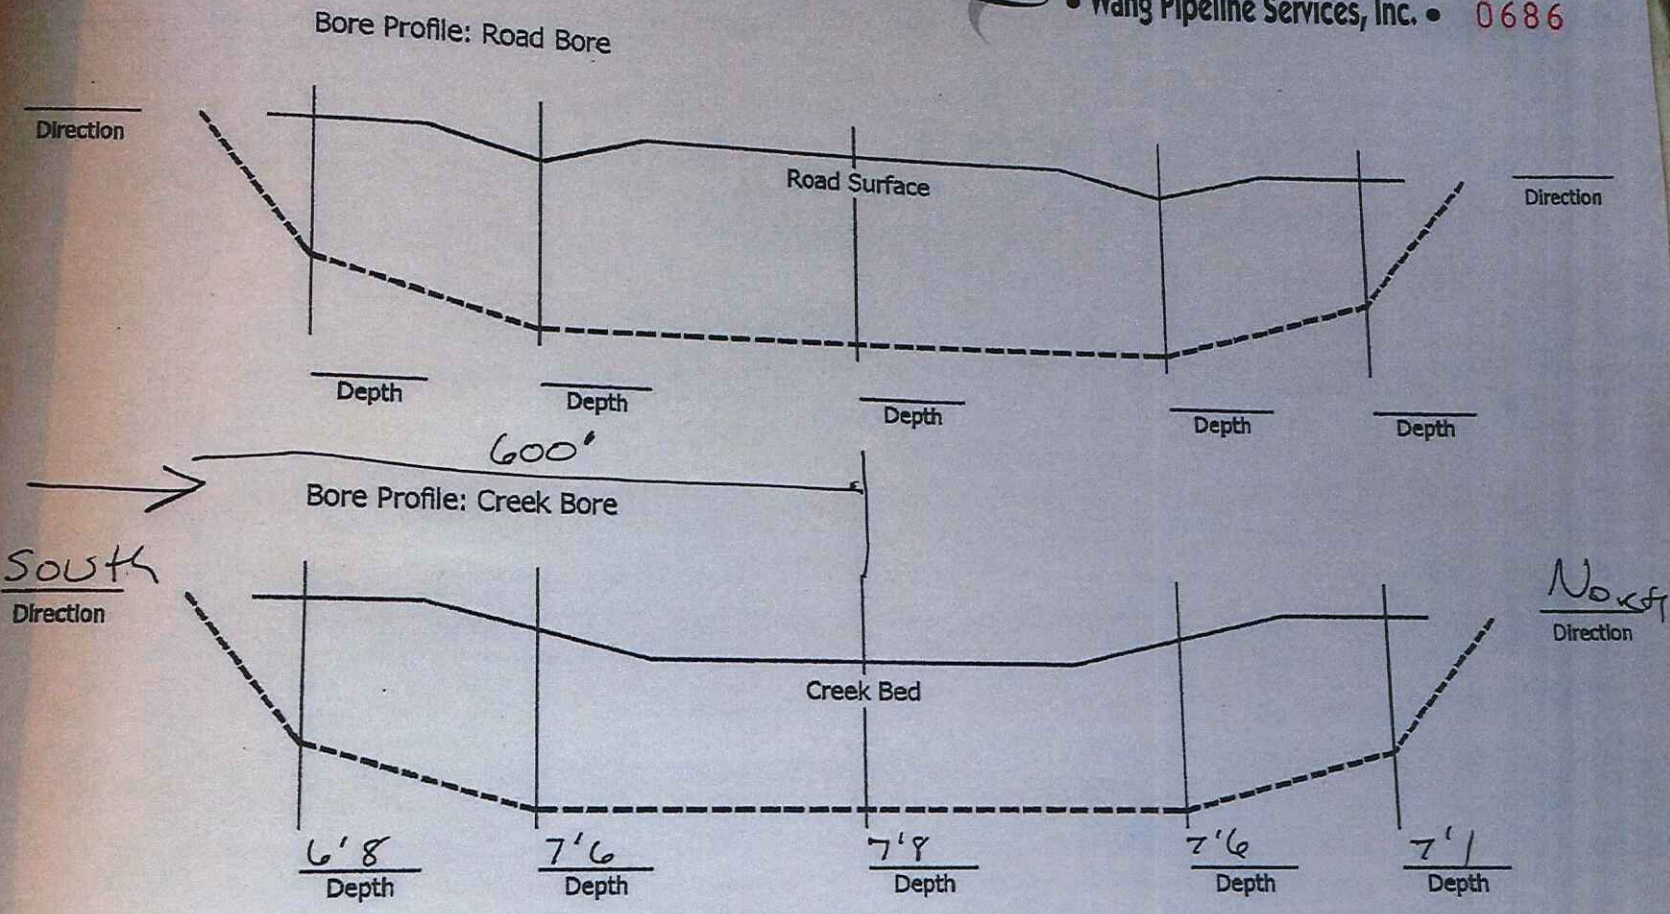 • Wang Pipeline Services, Inc. • 0686
Bore Profile: Road Bore
Direction
Road Surface
Direction
Depth Depth Depth Depth Depth
600'
Bore Profile: Creek Bore
South
Direction
North
Direction
Creek Bed
6'8 7'6 7'8 7'6 7'1
Depth Depth Depth Depth Depth